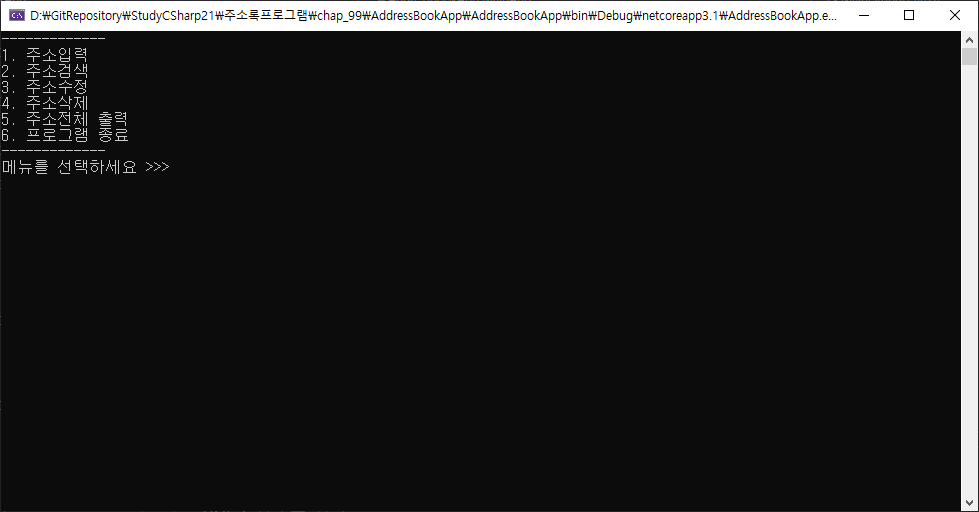 D:₩GitRepository₩StudyCSharp21₩주소록프로그램₩chap_99₩AddressBookApp₩AddressBookApp₩bin₩Debug₩netcoreapp3.1₩AddressBookApp.e...
-------------
1. 주소입력
2. 주소검색
3. 주소수정
4. 주소삭제
5. 주소전체 출력
6. 프로그램 종료
-------------
메뉴를 선택하세요 >>>